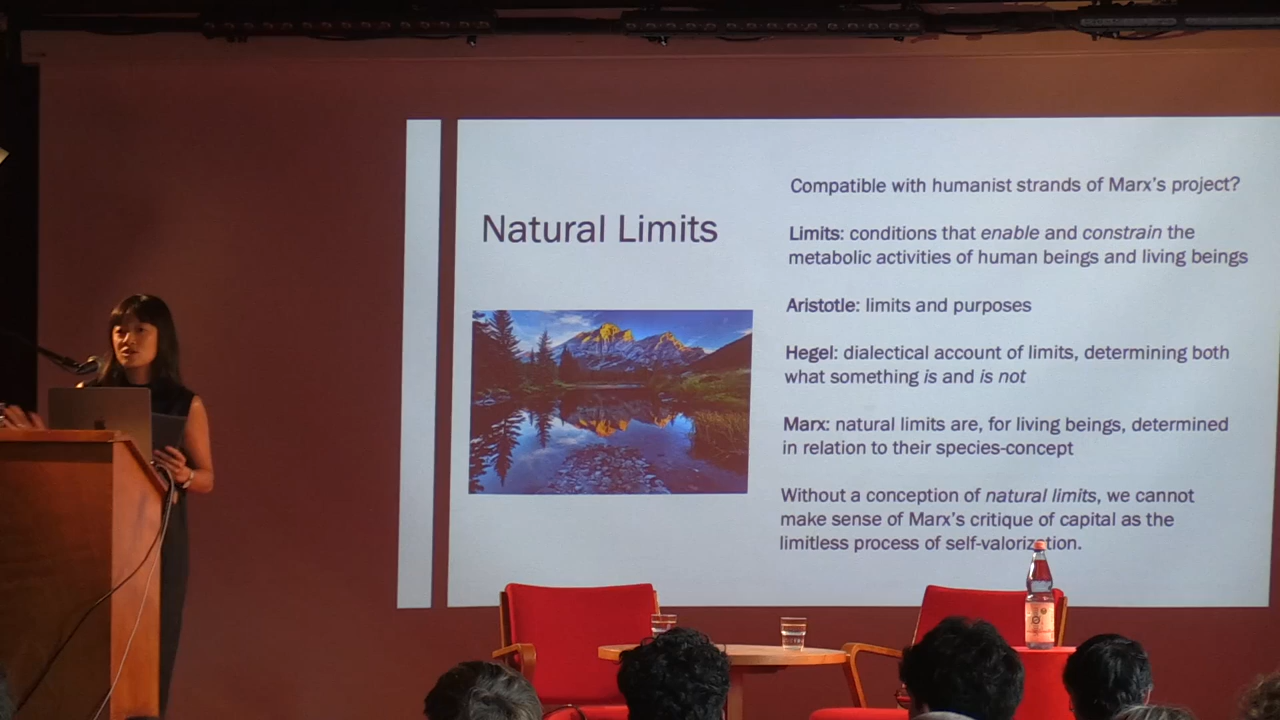 Natural Limits
Compatible with humanist strands of Marx's project?
Limits: conditions that enable and constrain the
metabolic activities of human beings and living beings
Aristotle: limits and purposes
Hegel: dialectical account of limits, determining both
what something is and is not
Marx: natural limits are, for living beings, determined
in relation to their species-concept
Without a conception of natural limits, we cannot
make sense of Marx's critique of capital as the
limitless process of self-valorization.